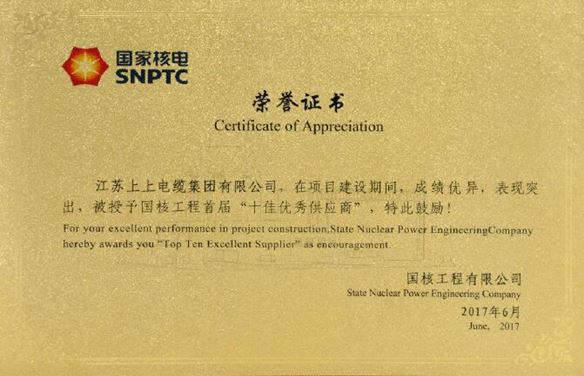 国家核电
SNPTC
荣誉证书
Certificate of Appreciation
江苏上上电缆集团有限公司，在项目建设期间，成绩优异，表现突
出、被授予国核工程首届“十佳优秀供应商”，特此鼓励！
For your excellent performance in project construction,State Nuclear Power EngineeringCompany
hereby awards you “Top Ten Excellent Supplier” as encouragement.
国核工程有限公司
State Nuclear Power Engineering Company
2017年6月
June, 2017